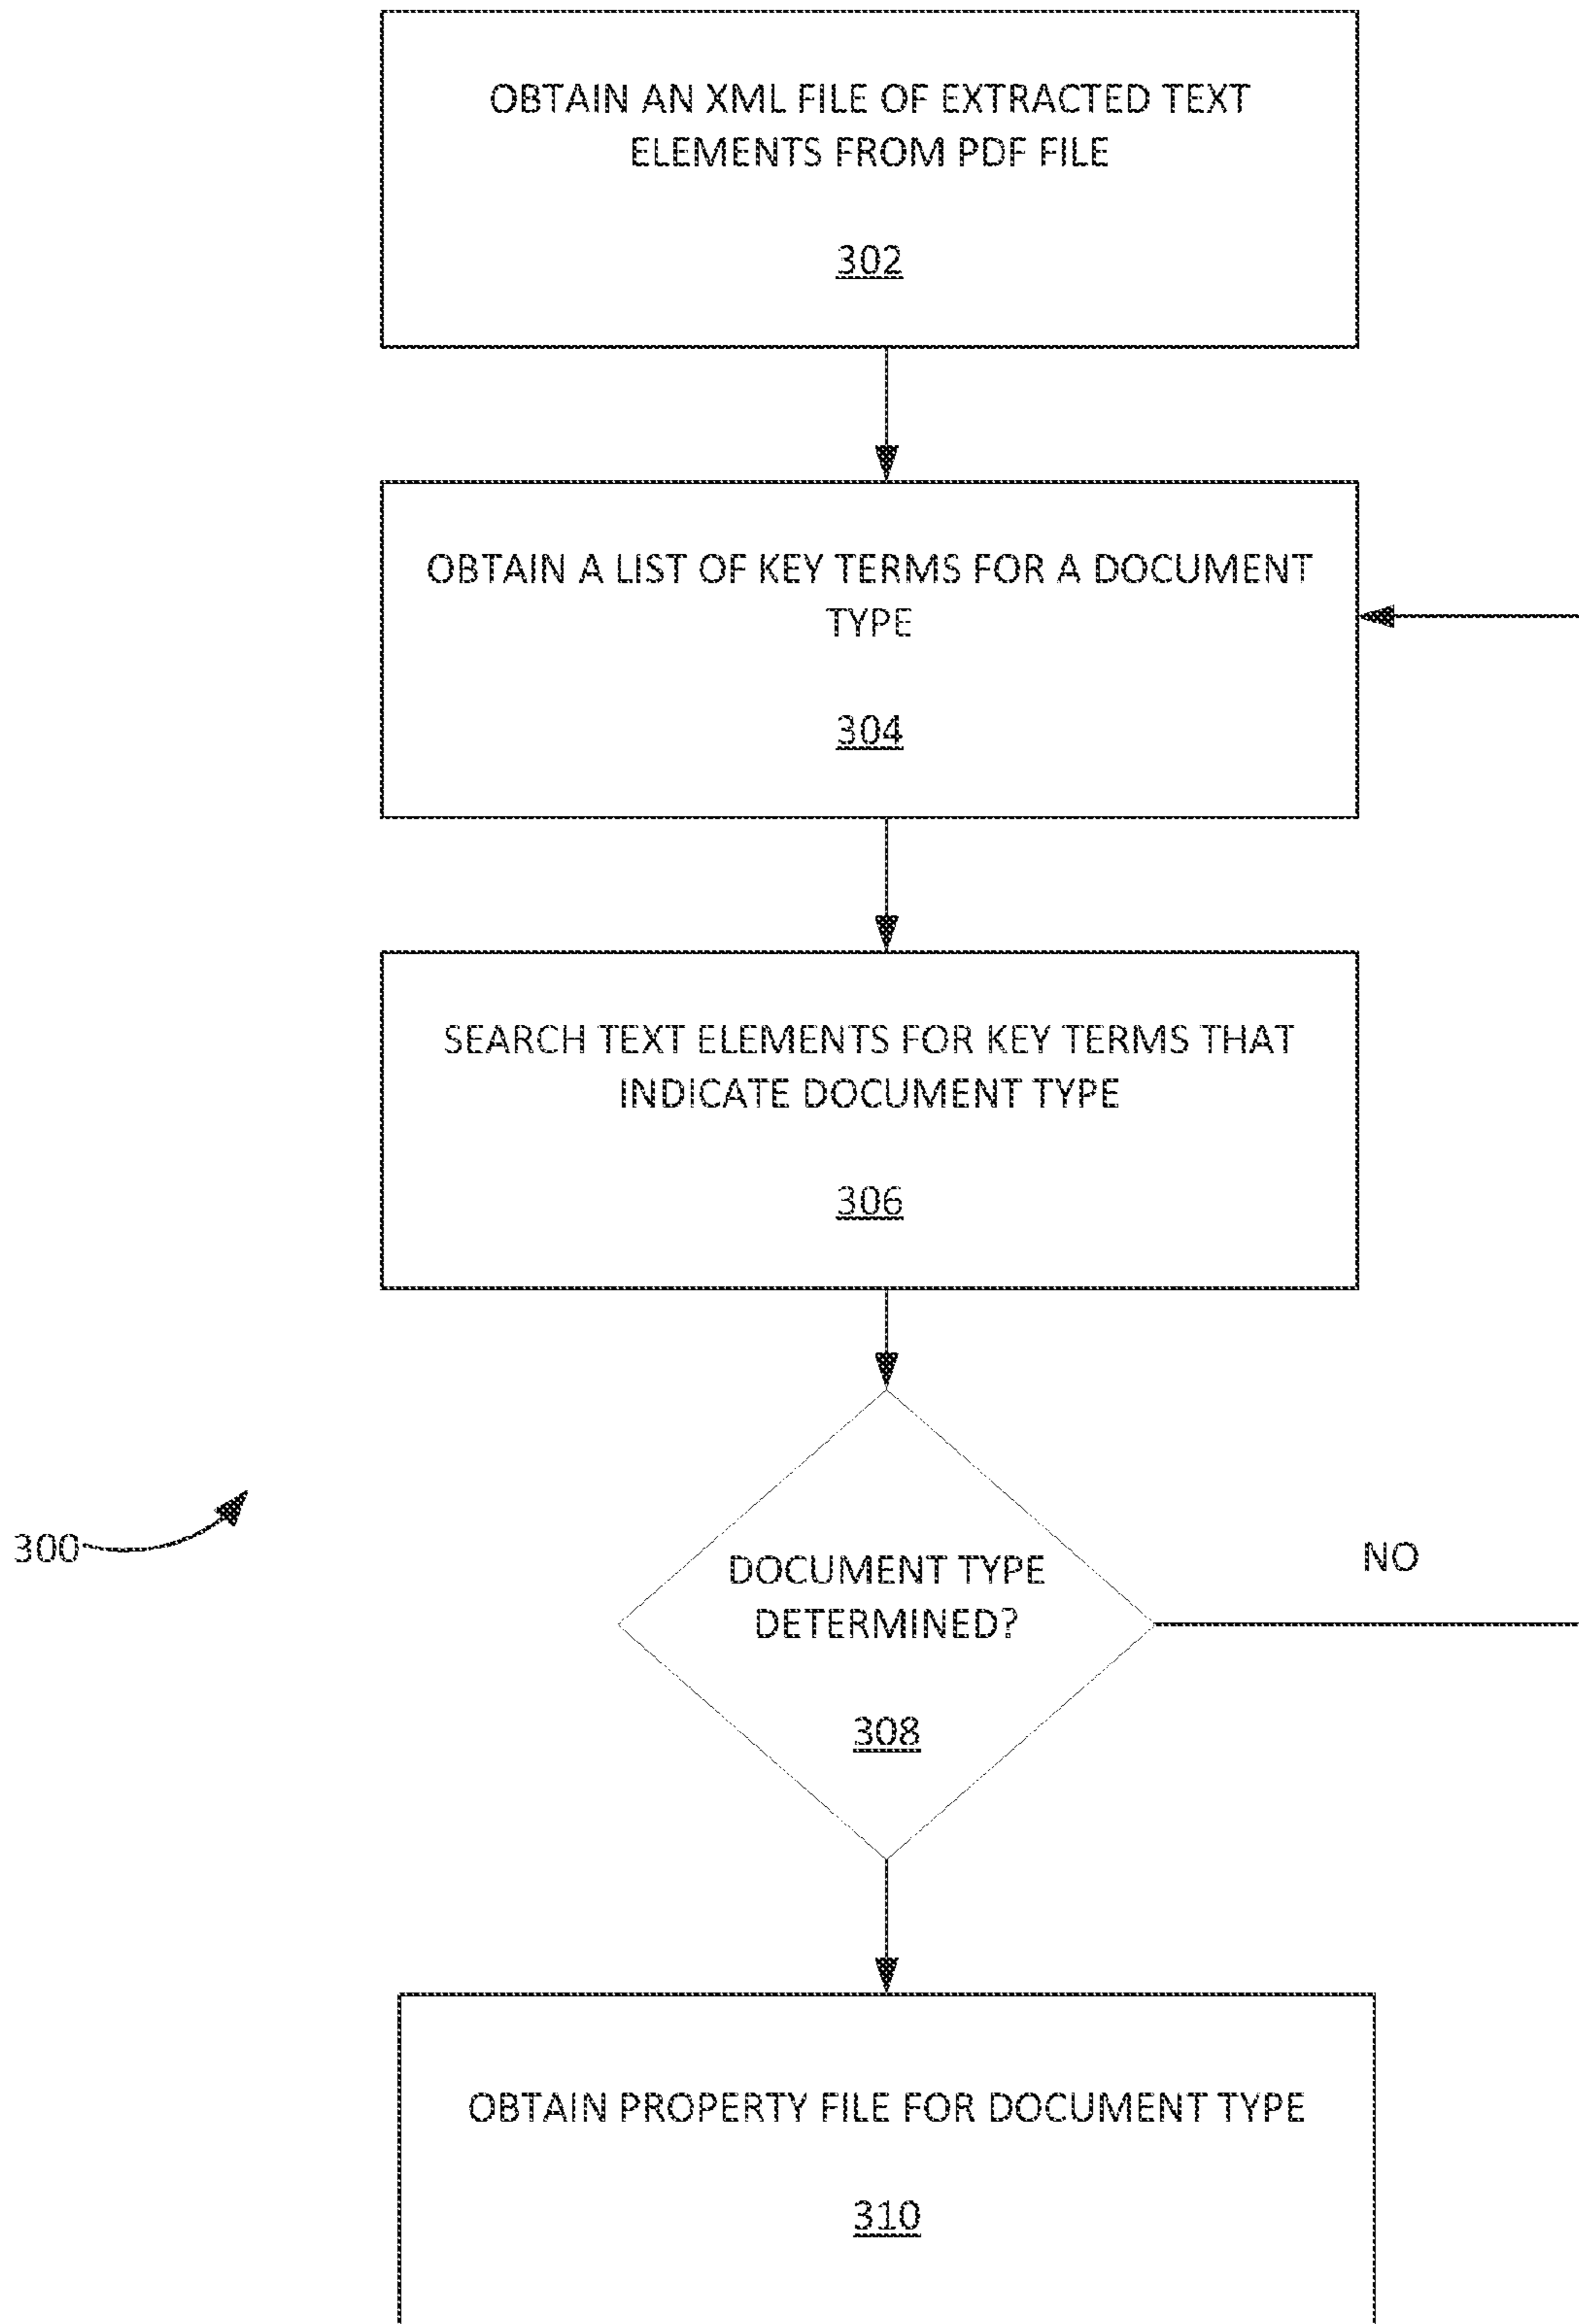 OBTAIN AN XML FILE OF EXTRACTED TEXT
ELEMENTS FROM PDF FILE
302
OBTAIN A LIST OF KEY TERMS FOR A DOCUMENT
TYPE
304
SEARCH TEXT ELEMENTS FOR KEY TERMS THAT
INDICATE DOCUMENT TYPE
306
300
DOCUMENT TYPE
DETERMINED?
308
NO
OBTAIN PROPERTY FILE FOR DOCUMENT TYPE
310